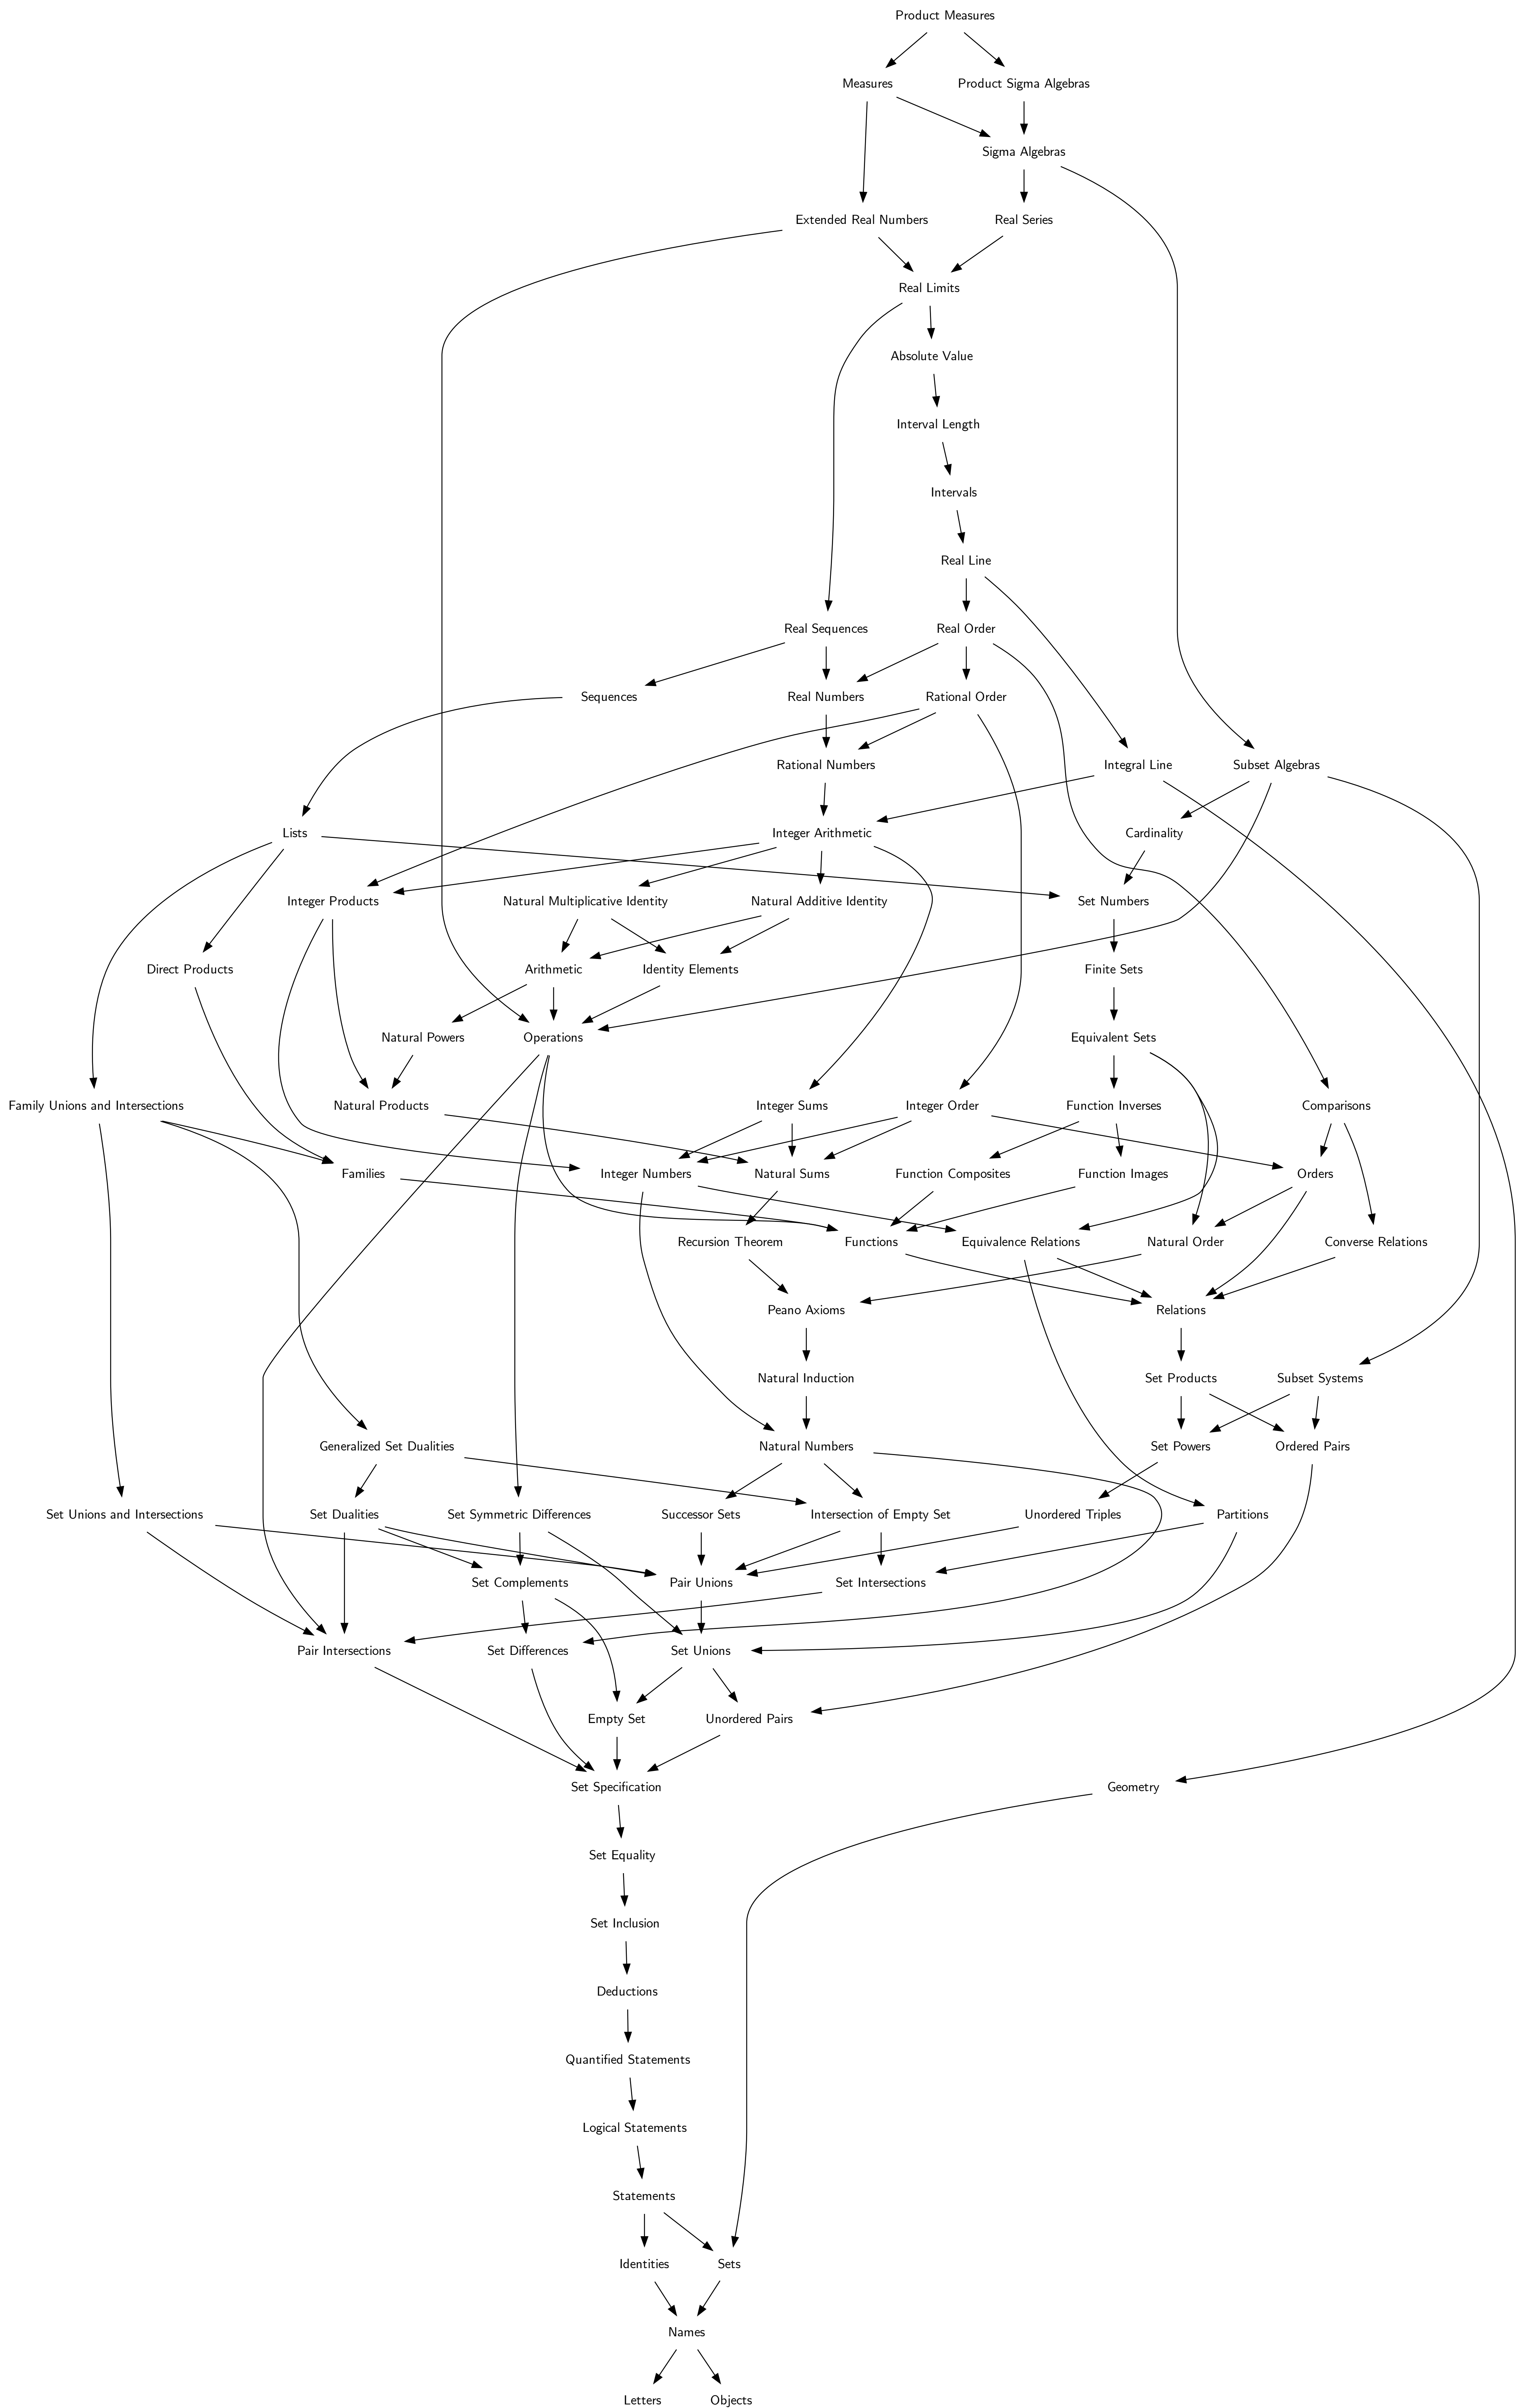 Product Measures
Measures
Product Sigma Algebras
Sigma Algebras
Extended Real Numbers
Real Series
Real Limits
Absolute Value
Interval Length
Intervals
Real Line
Real Sequences
Real Order
Sequences
Real Numbers
Rational Order
Rational Numbers
Integral Line
Subset Algebras
Lists
Integer Arithmetic
Cardinality
Integer Products
Natural Multiplicative Identity
Natural Additive Identity
Set Numbers
Direct Products
Arithmetic
Identity Elements
Finite Sets
Natural Powers
Operations
Equivalent Sets
Family Unions and Intersections
Natural Products
Integer Sums
Integer Order
Function Inverses
Comparisons
Families
Integer Numbers
Natural Sums
Function Composites
Function Images
Orders
Recursion Theorem
Functions
Equivalence Relations
Natural Order
Converse Relations
Peano Axioms
Relations
Natural Induction
Set Products
Subset Systems
Generalized Set Dualities
Natural Numbers
Set Powers
Ordered Pairs
Set Unions and Intersections
Set Dualities
Set Symmetric Differences
Successor Sets
Intersection of Empty Set
Unordered Triples
Partitions
Set Complements
Pair Unions
Set Intersections
Pair Intersections
Set Differences
Set Unions
Empty Set
Unordered Pairs
Set Specification
Geometry
Set Equality
Set Inclusion
Deductions
Quantified Statements
Logical Statements
Statements
Identities
Sets
Names
Letters
Objects